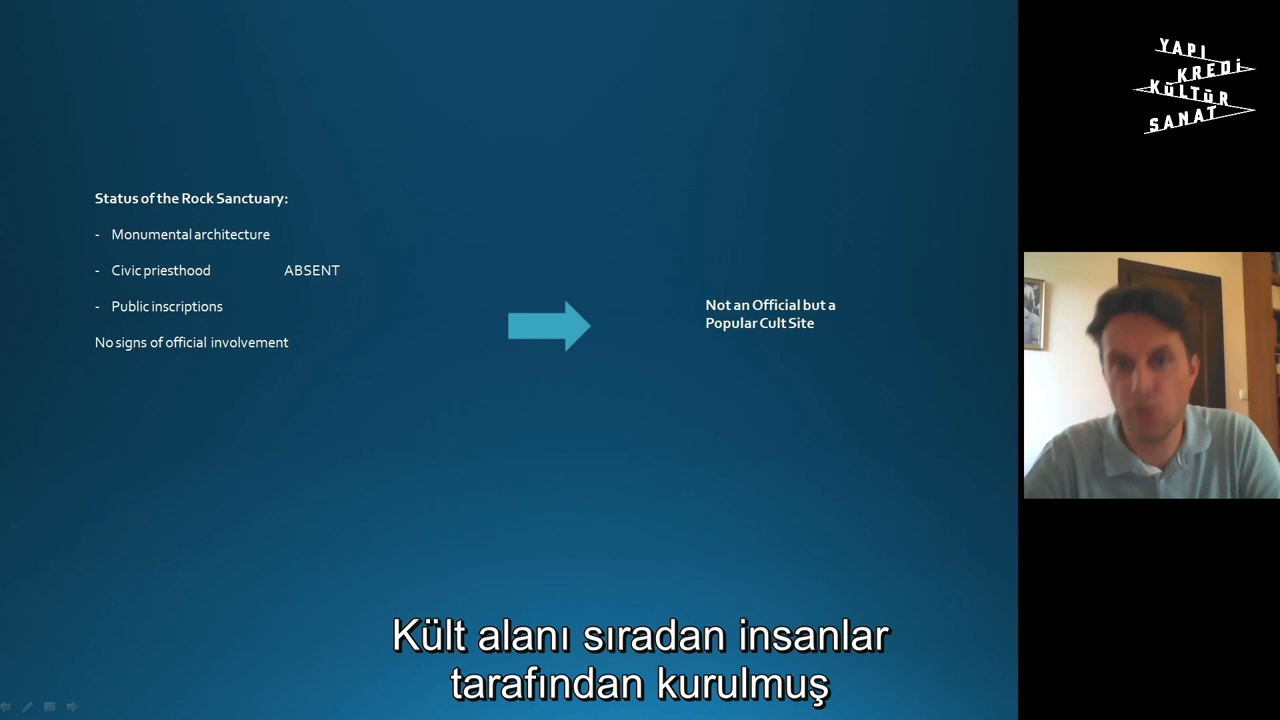 YAPI
KREDİ
KÜLTÜR
SANAT
Status of the Rock Sanctuary:
- Monumental architecture
- Civic priesthood ABSENT
- Public inscriptions
No signs of official involvement
Not an Official but a
Popular Cult Site
Kült alanı sıradan insanlar
tarafından kurulmuş